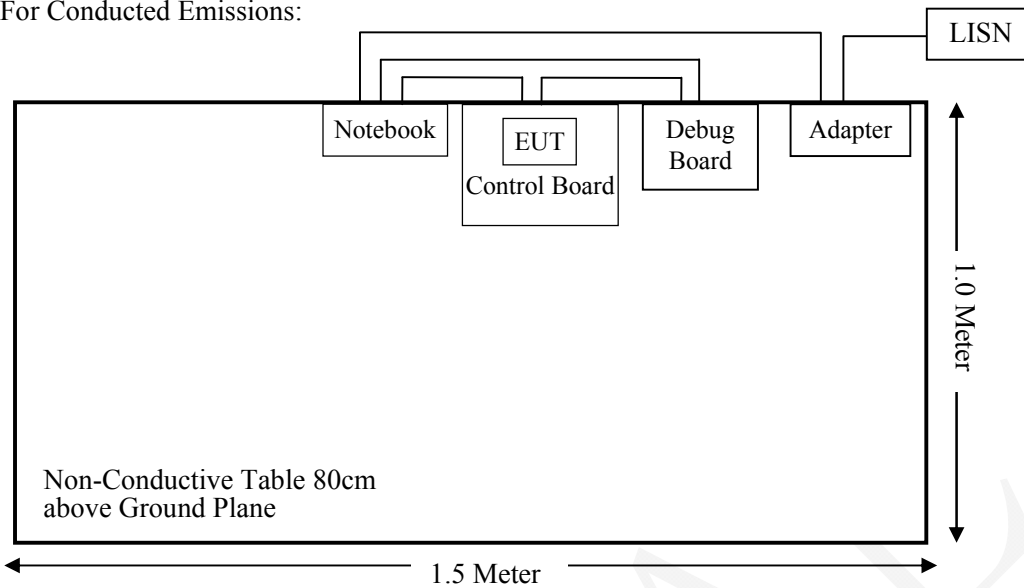 For Conducted Emissions:
LISN
Notebook
EUT
Control Board
Debug
Board
Adapter
1.0 Meter
Non-Conductive Table 80cm
above Ground Plane
1.5 Meter